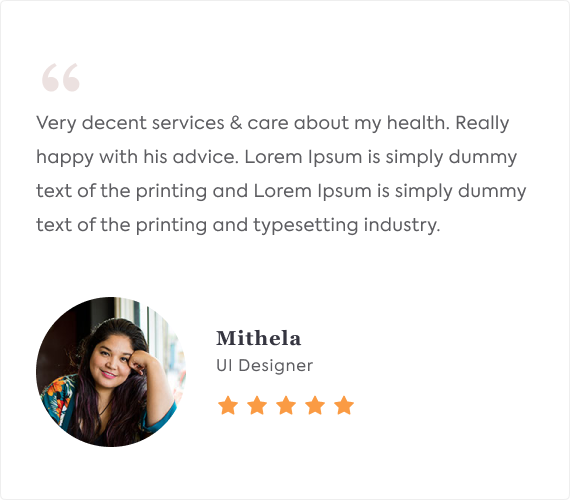 “
Very decent services & care about my health. Really
happy with his advice. Lorem Ipsum is simply dummy
text of the printing and Lorem Ipsum is simply dummy
text of the printing and typesetting industry.
Mithela
UI Designer